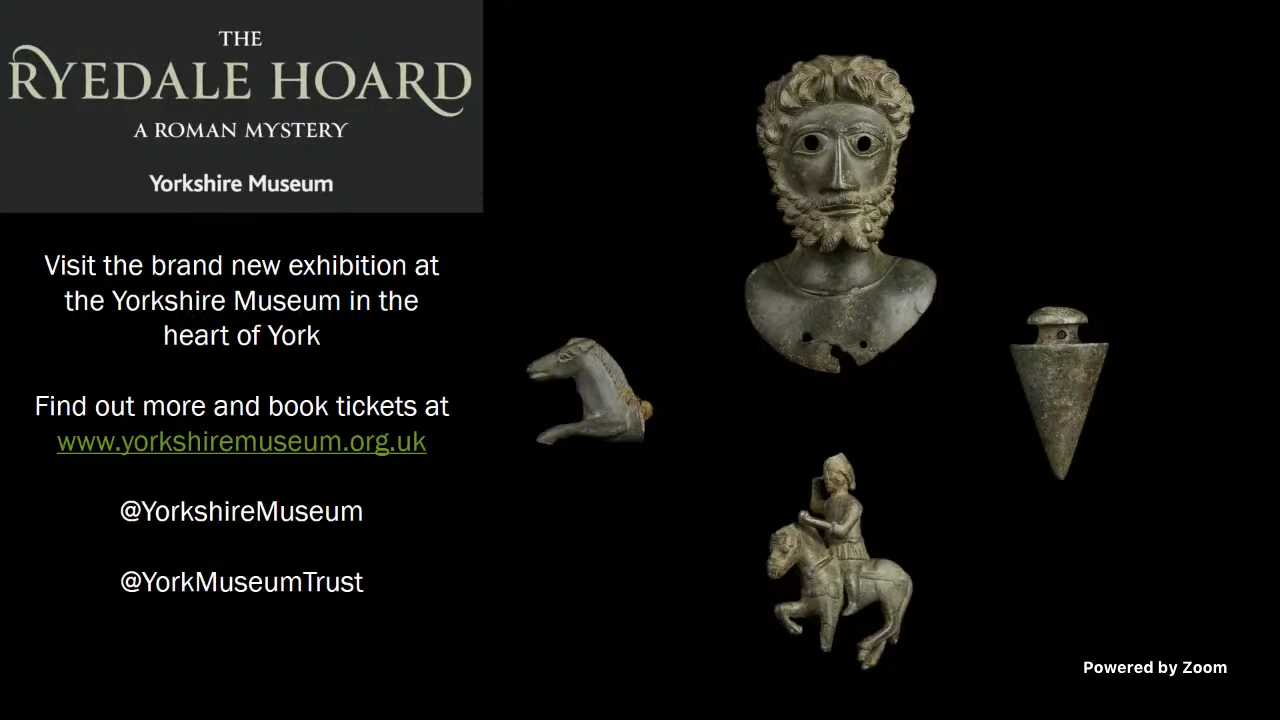 THE
RYEDALE HOARD
A ROMAN MYSTERY
Yorkshire Museum
Visit the brand new exhibition at
the Yorkshire Museum in the
heart of York
Find out more and book tickets at
www.yorkshiremuseum.org.uk
@YorkshireMuseum
@YorkMuseumTrust
Powered by Zoom